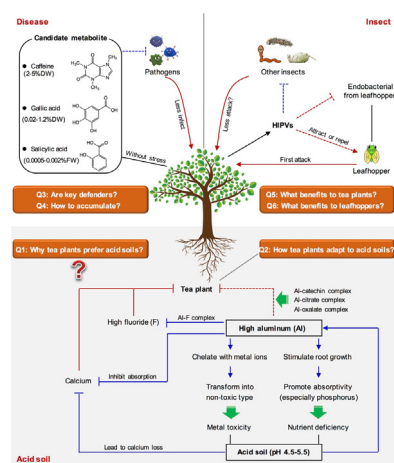 Disease
Insect
Candidate metabolite
Caffeine
(2-5%DW)
Gallic acid
(0.02-1.2%DW)
Salicylic acid
(0.0006-0.002%FW)
Pathogens
Less infect
Without stress
Less attack?
Other insects
HIPVs
Endobacterial
from leafhopper
Attract or repel
Leafhopper
First attack
Q3: Are key defenders?
Q4: How to accumulate?
Q5: What benefits to tea plants?
Q6: What benefits to leafhoppers?
Q1: Why tea plants prefer acid soils?
Q2: How tea plants adapt to acid soils?
?
Tea plant
Al-catechin complex
Al-citrate complex
Al-oxalate complex
High fluoride (F)
Al-F complex
High aluminum (Al)
Calcium
Inhibit absorption
Chelate with metal ions
Stimulate root growth
Transform into
non-toxic type
Promote absorptivity
(especially phosphorus)
Metal toxicity
Nutrient deficiency
Lead to calcium loss
Acid soil (pH 4.5-5.5)
Acid soil